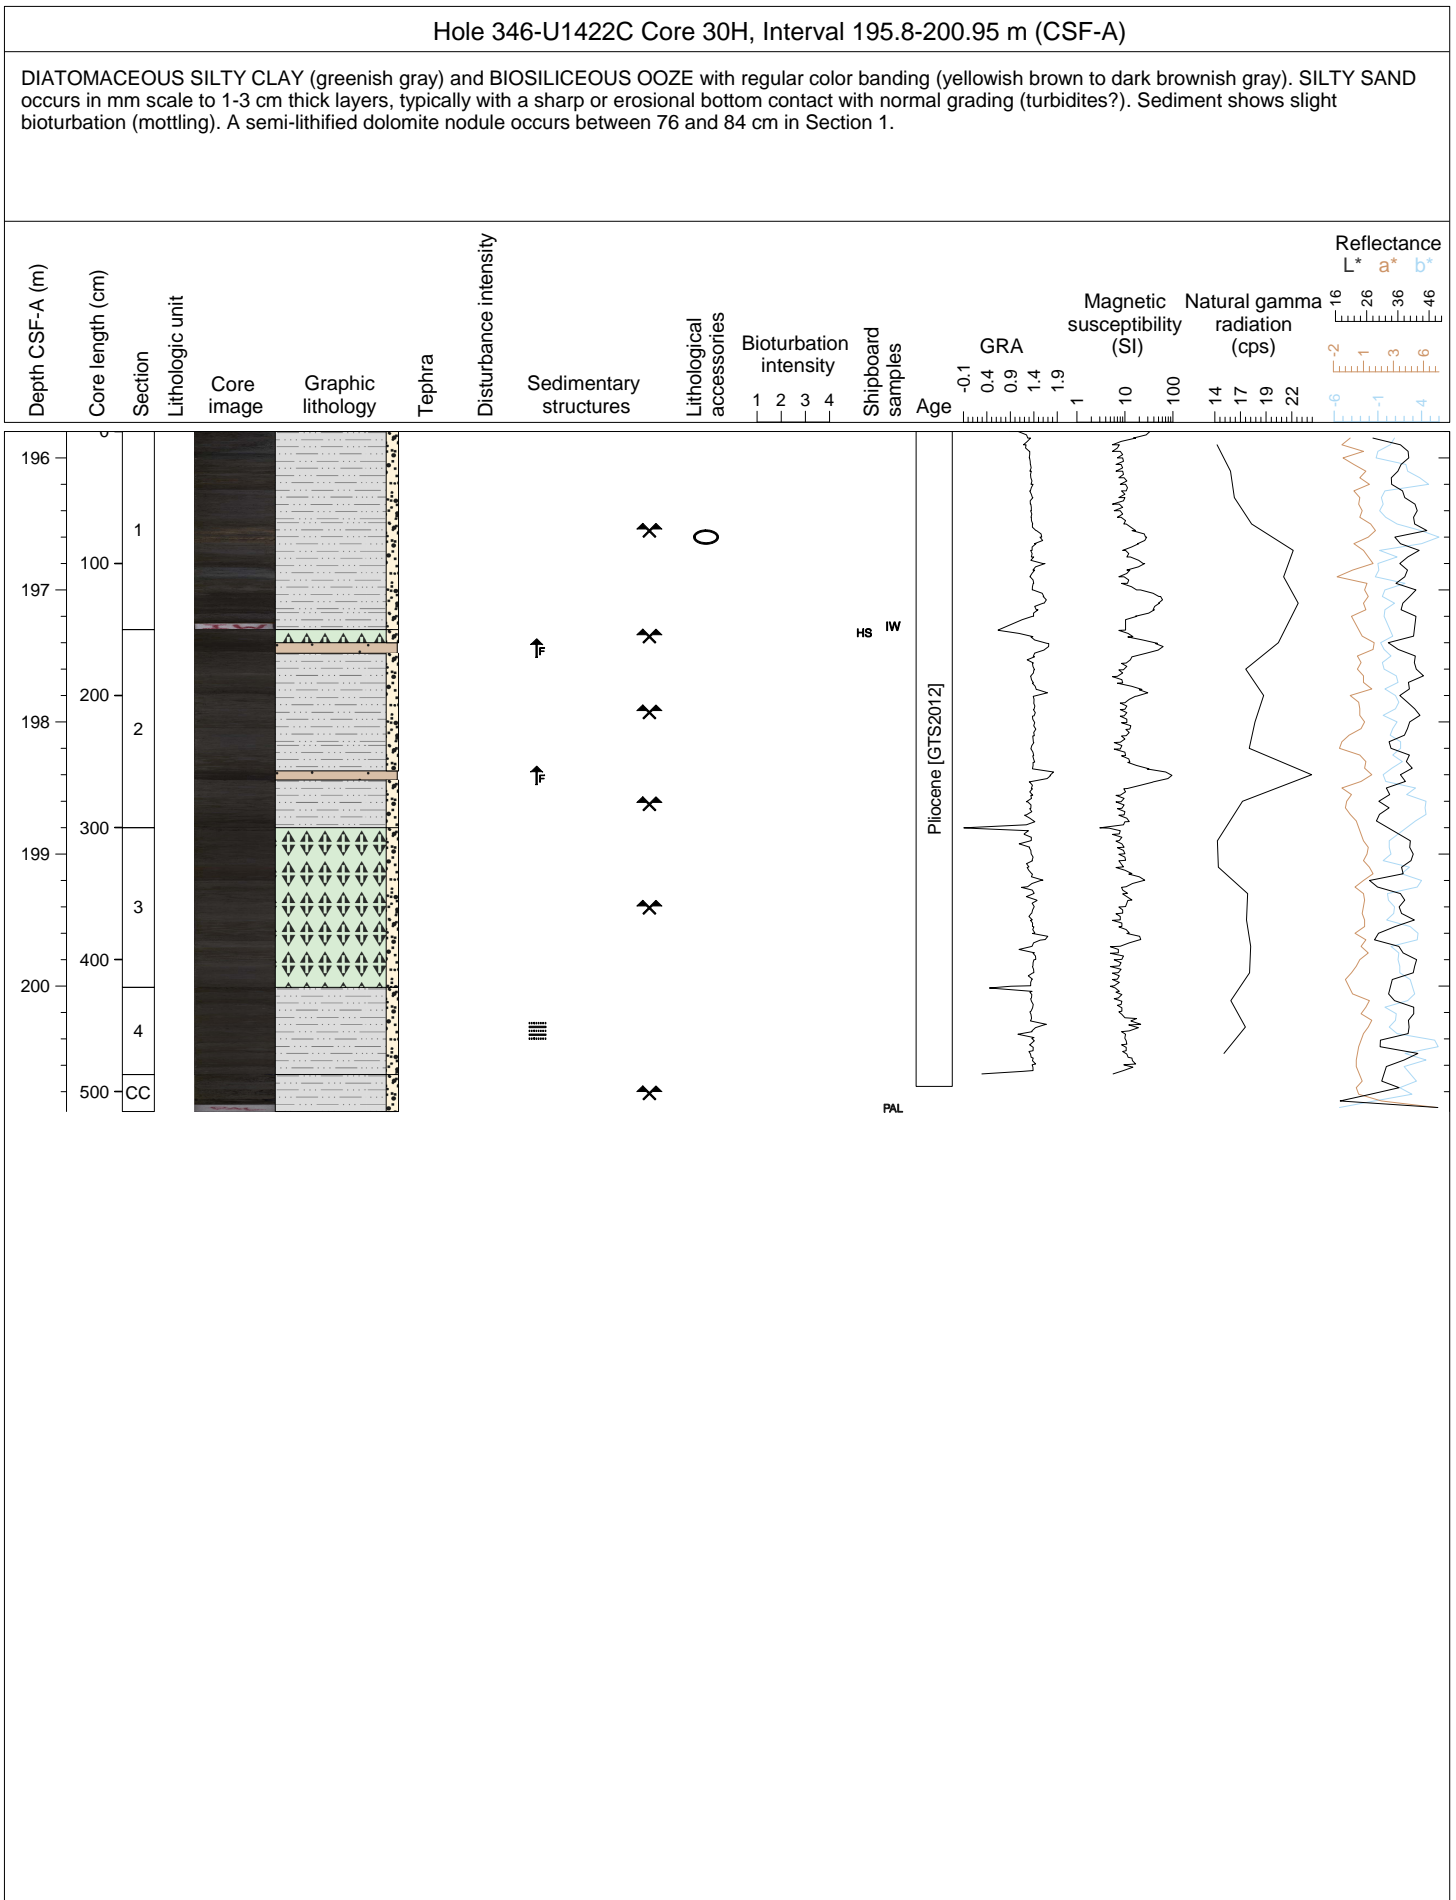 Hole 346-U1422C Core 30H, Interval 195.8-200.95 m (CSF-A)
DIATOMACEOUS SILTY CLAY (greenish gray) and BIOSILICEOUS OOZE with regular color banding (yellowish brown to dark brownish gray). SILTY SAND
occurs in mm scale to 1-3 cm thick layers, typically with a sharp or erosional bottom contact with normal grading (turbidites?). Sediment shows slight
bioturbation (mottling). A semi-lithified dolomite nodule occurs between 76 and 84 cm in Section 1.
Depth CSF-A (m)
Core length (cm)
Section
Lithologic unit
Core
image
Graphic
lithology
Tephra
Disturbance intensity
Sedimentary
structures
Lithological
accessories
Bioturbation
intensity
1 2 3 4
Shipboard
samples
Age
GRA
-0.1 0.4 0.9 1.4 1.9
Magnetic
susceptibility
(SI)
1 10 100
Natural gamma
radiation
(cps)
14 17 19 22
Reflectance
L* a* b*
16 26 36 46
-2 1 3 6
-6 -1 4
0
196
1
100
197
IW
HS
IW
F
200
198
2
F
300
199
3
400
200
4
500
CC
PAL
PAL
Pliocene [GTS2012]